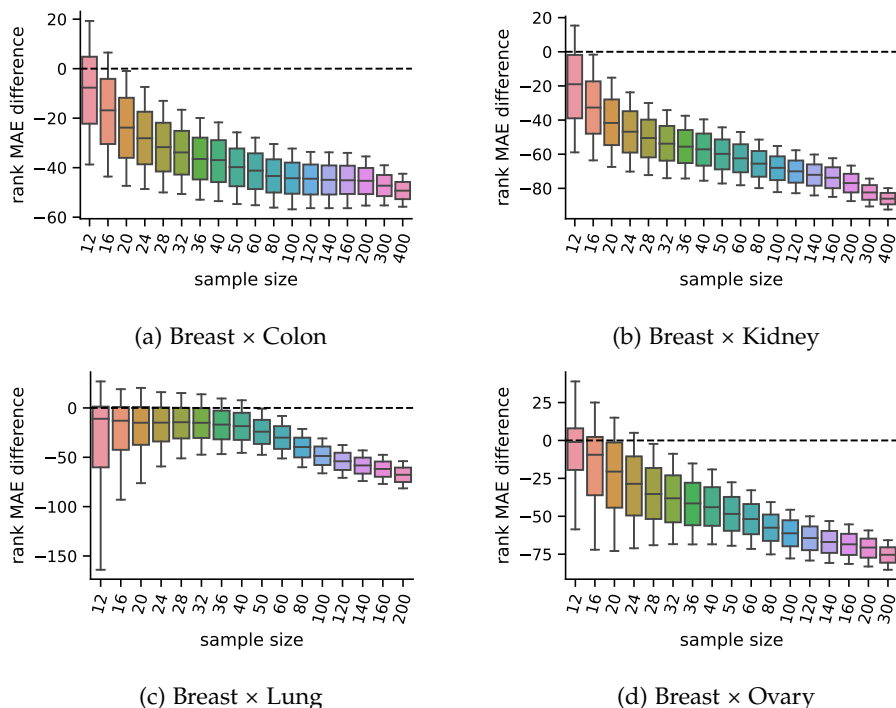 20
0
−20
−40
−60
rank MAE difference
12 16 20 24 28 32 36 40 50 60 80 100 120 140 160 200 300 400
sample size
(a) Breast × Colon
20
0
−20
−40
−60
−80
rank MAE difference
12 16 20 24 28 32 36 40 50 60 80 100 120 140 160 200 300 400
sample size
(b) Breast × Kidney
0
−50
−100
−150
rank MAE difference
12 16 20 24 28 32 36 40 50 60 80 100 120 140 160 200
sample size
(c) Breast × Lung
25
0
−25
−50
−75
rank MAE difference
12 16 20 24 28 32 36 40 50 60 80 100 120 140 160 200 300
sample size
(d) Breast × Ovary